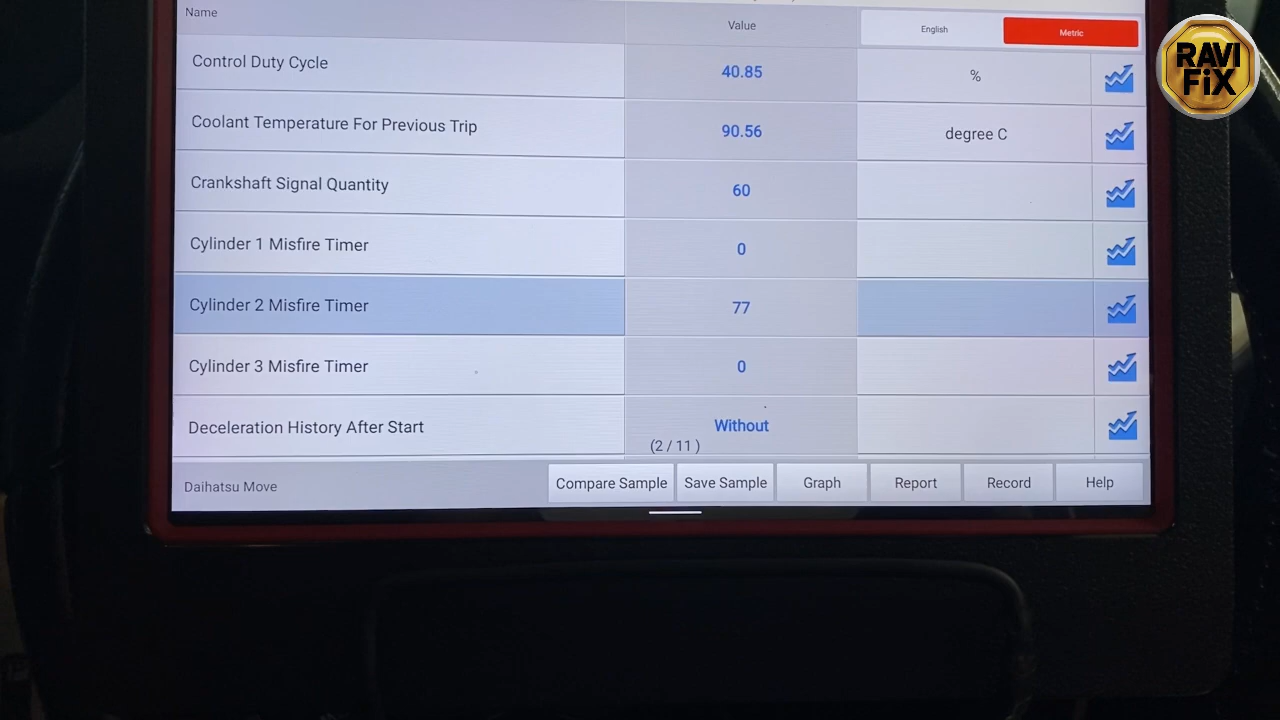 Name Value English Metric
Control Duty Cycle 40.85 %
Coolant Temperature For Previous Trip 90.56 degree C
Crankshaft Signal Quantity 60
Cylinder 1 Misfire Timer 0
Cylinder 2 Misfire Timer 77
Cylinder 3 Misfire Timer 0
Deceleration History After Start Without
(2 / 11 )
Daihatsu Move Compare Sample Save Sample Graph Report Record Help
RAVI
FiX